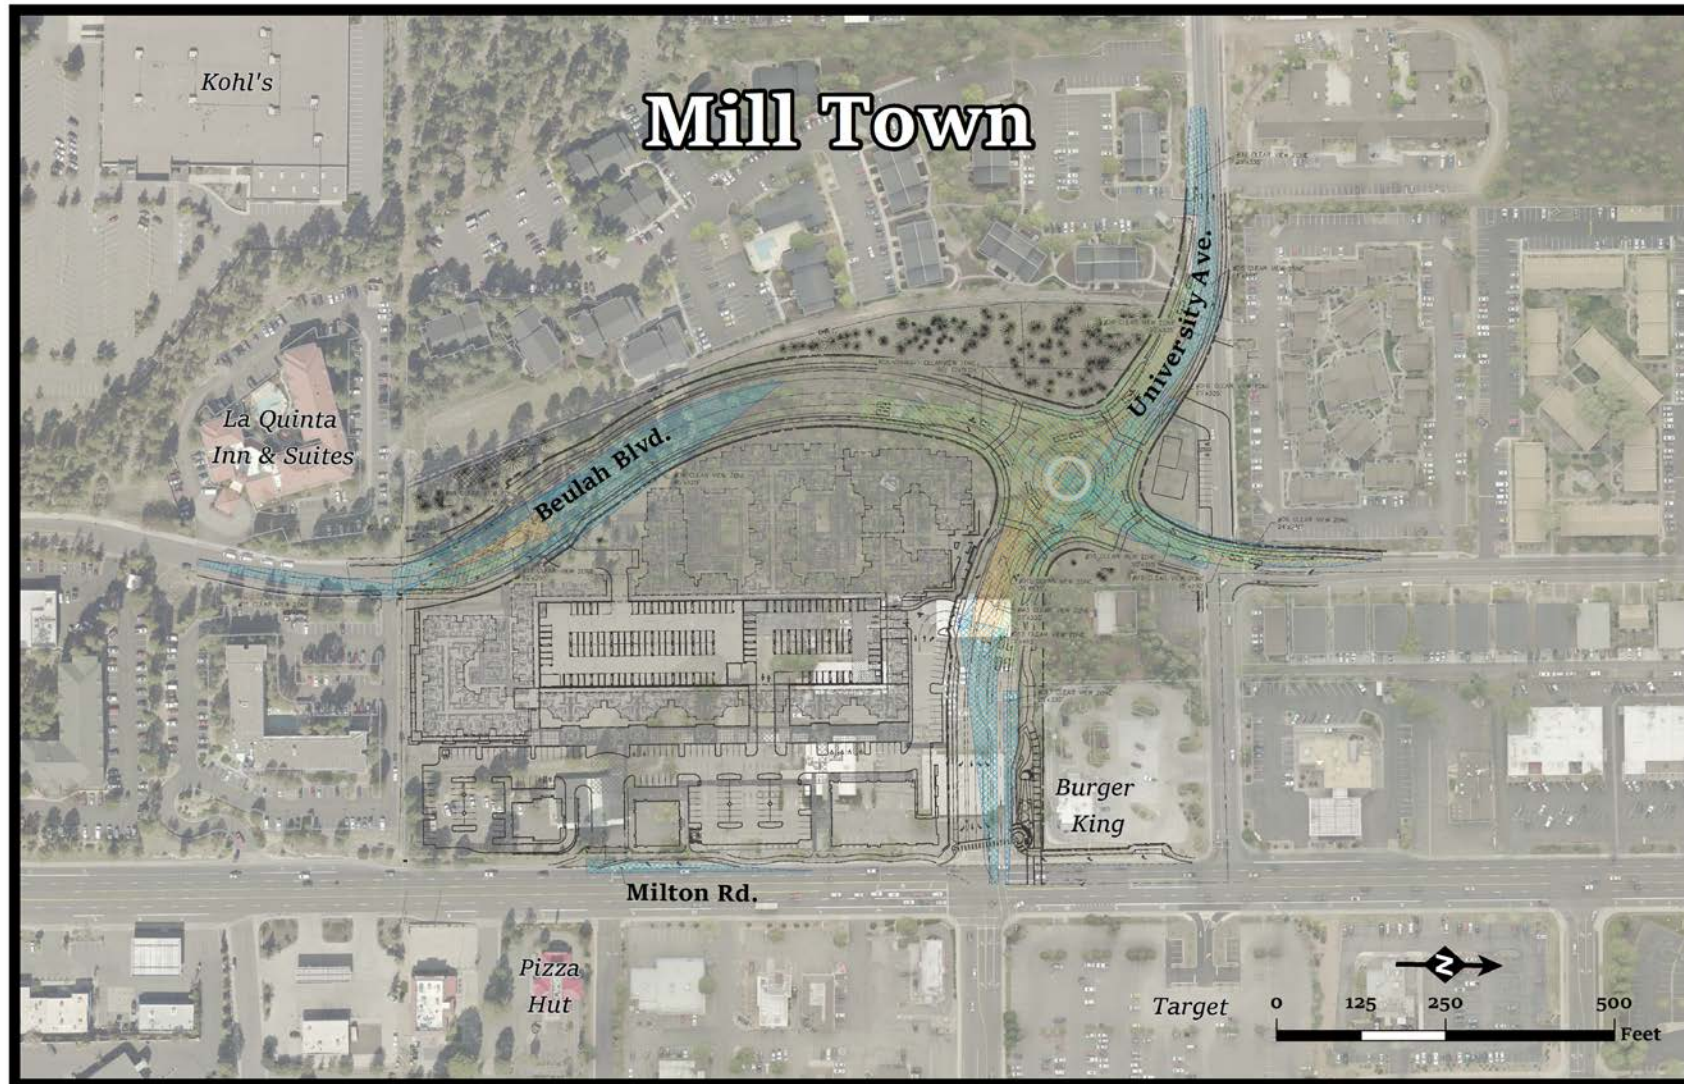 Kohl's
Mill Town
University Ave.
La Quinta
Inn & Suites
Beulah Blvd.
Burger
King
Milton Rd.
Pizza
Hut
Target
N
0 125 250 500
Feet